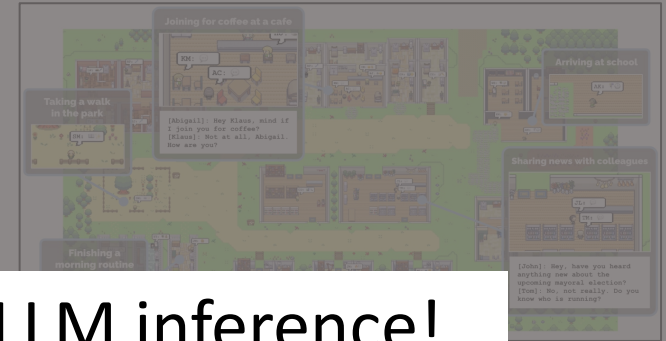 Joining for coffee at a cafe
KM:
AC:
[Abigail]: Hey Klaus, mind if
I join you for coffee?
[Klaus]: Not at all, Abigail.
How are you?
Taking a walk
in the park
Arriving at school
Sharing news with colleagues
[John]: Hey, have you heard
anything new about the
upcoming mayoral election?
[Tom]: No, not really. Do you
know who is running?
Finishing a
morning routine
LLM inference!